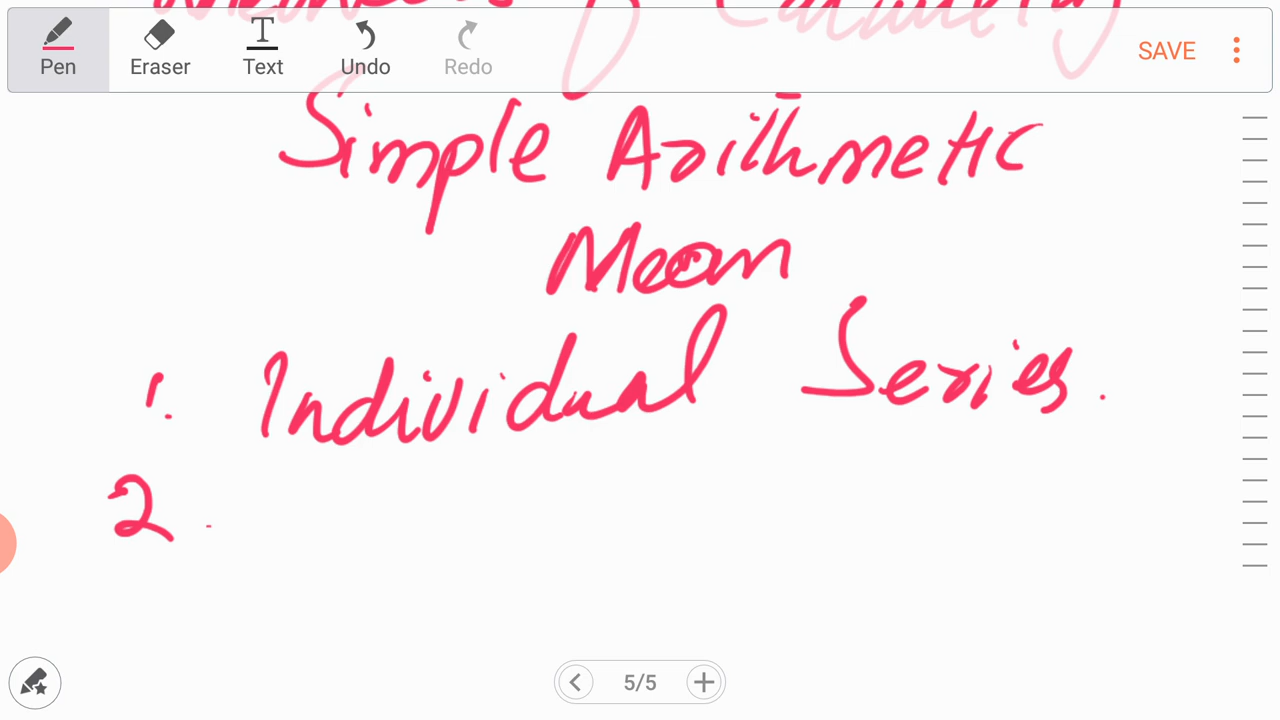 Pen Eraser Text Undo Redo SAVE
Simple Arithmetic
Mean
1. Individual Series.
2.
5/5